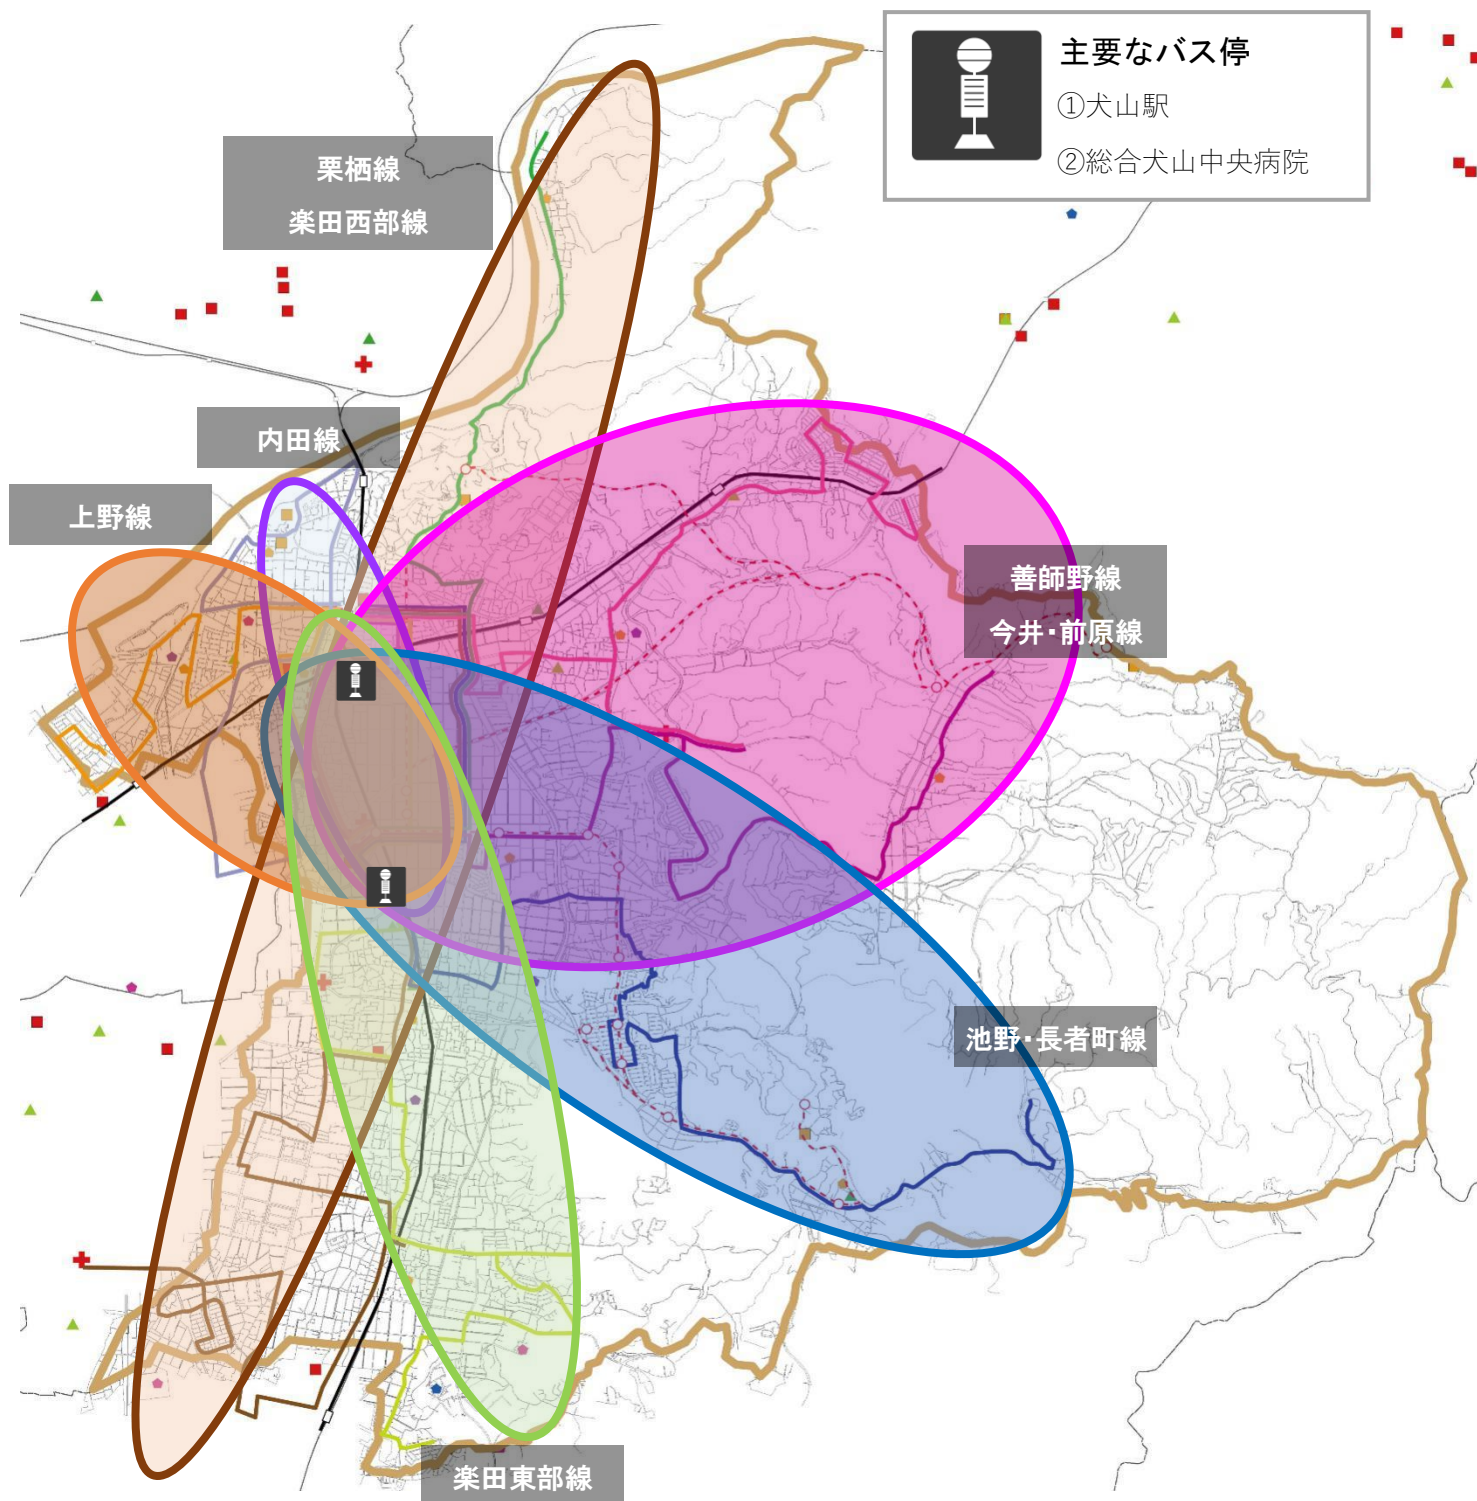 主要なバス停
①犬山駅
②総合犬山中央病院
栗栖線
楽田西部線
内田線
上野線
善師野線
今井・前原線
池野・長者町線
楽田東部線